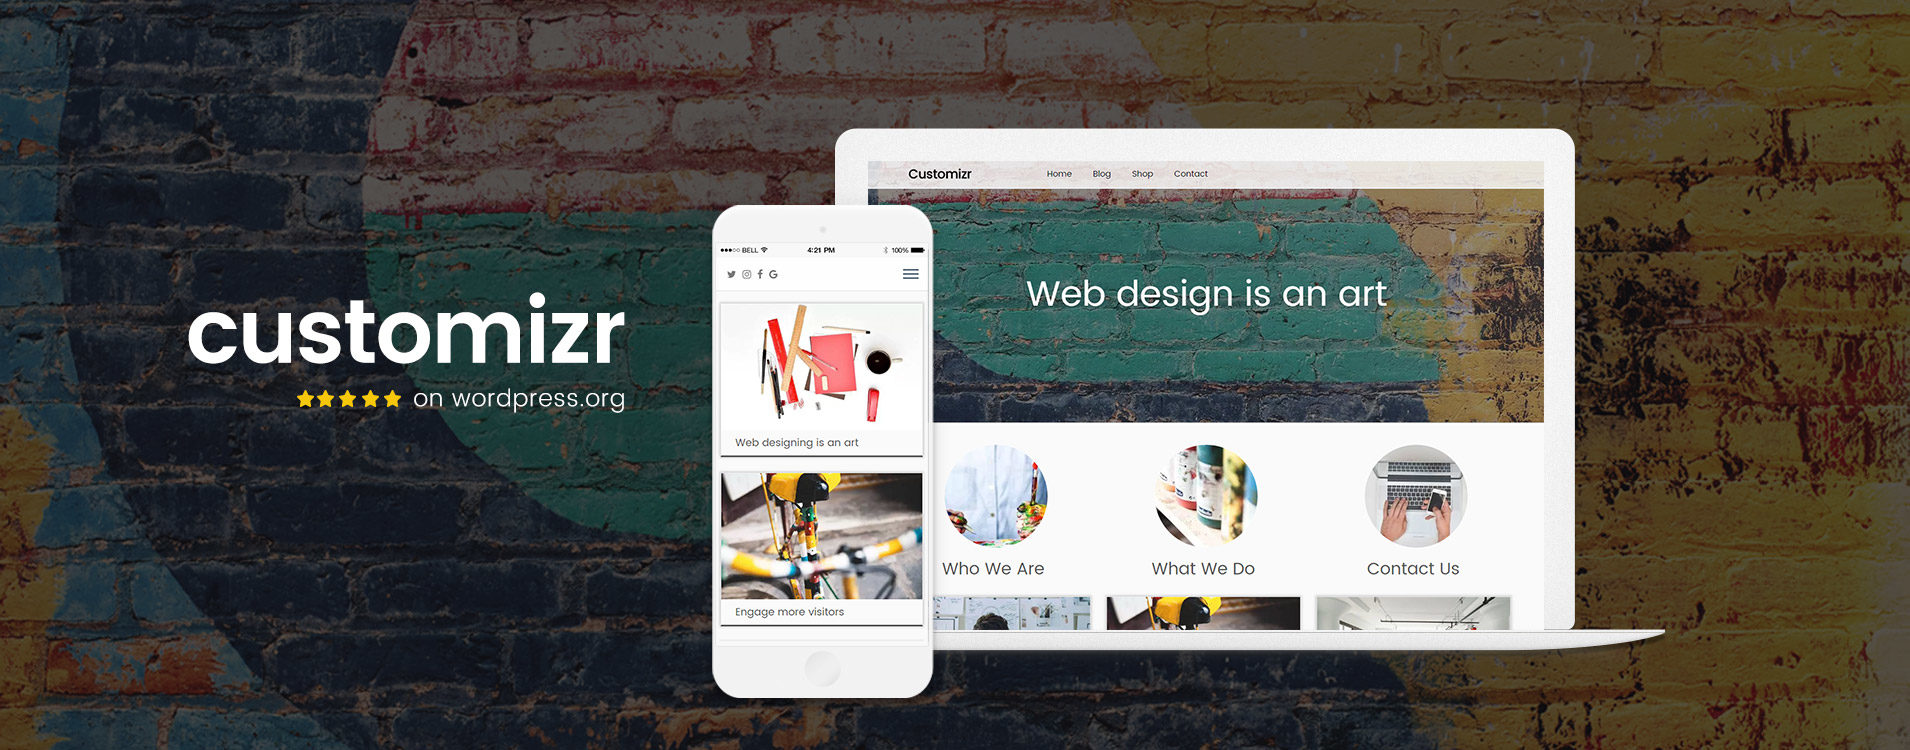 customizr
on wordpress.org
BELL
4:21 PM
100%
Web designing is an art
Engage more visitors
Customizr
Home Blog Shop Contact
Web design is an art
Who We Are
What We Do
Contact Us